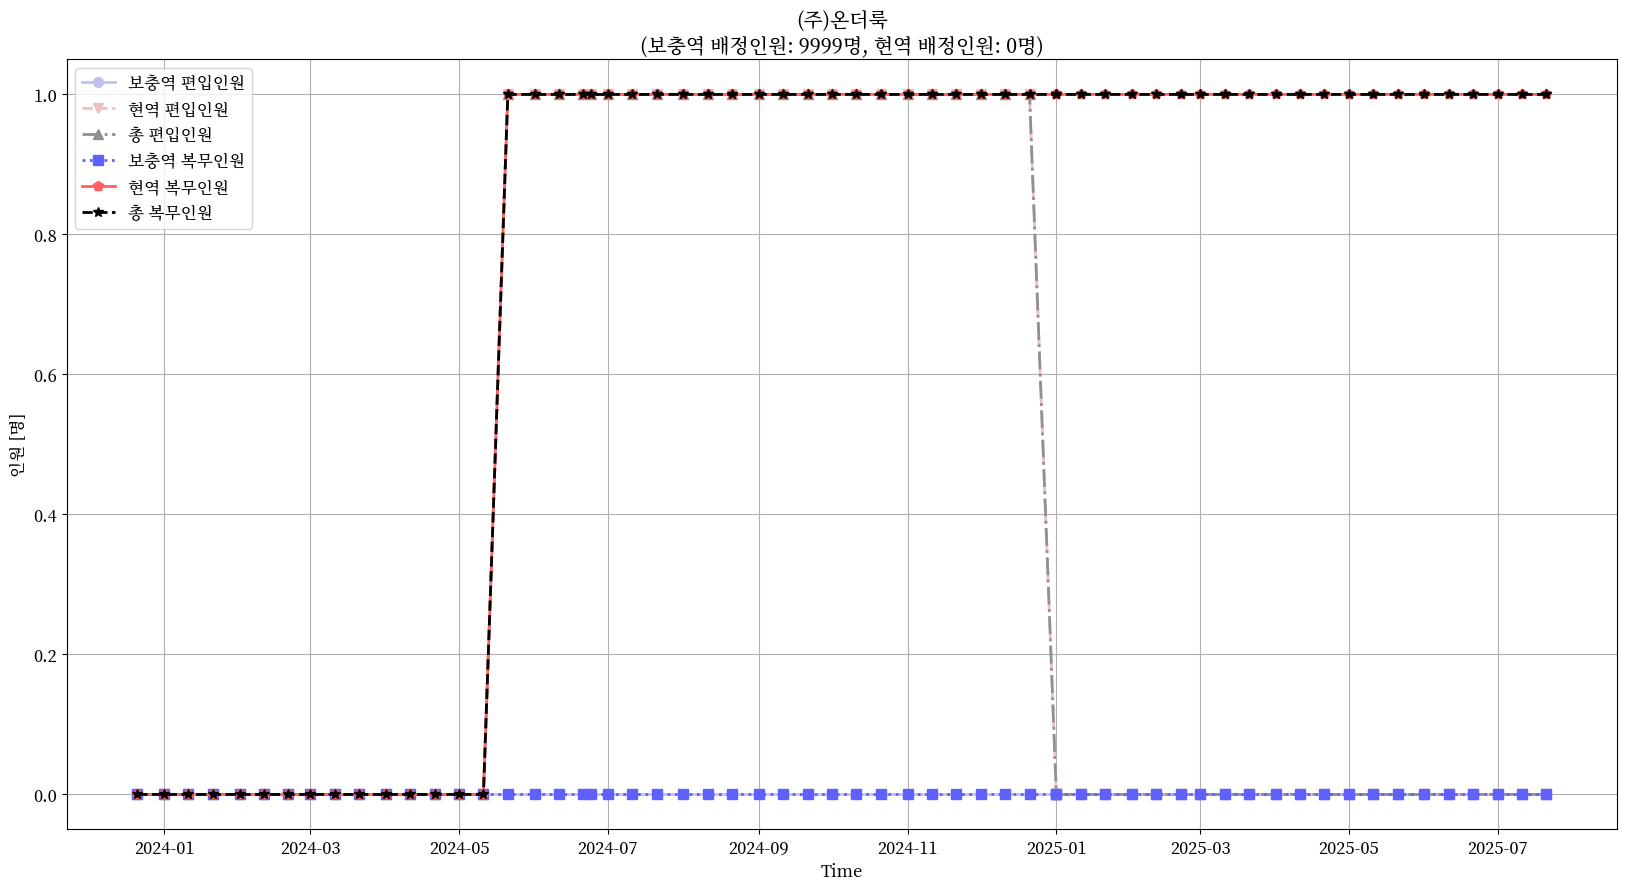 (주)온더룩
(보충역 배정인원: 9999명, 현역 배정인원: 0명)
보충역 편입인원
현역 편입인원
총 편입인원
보충역 복무인원
현역 복무인원
총 복무인원
1.0
0.8
0.6
0.4
0.2
0.0
인원 [명]
2024-01 2024-03 2024-05 2024-07 2024-09 2024-11 2025-01 2025-03 2025-05 2025-07
Time